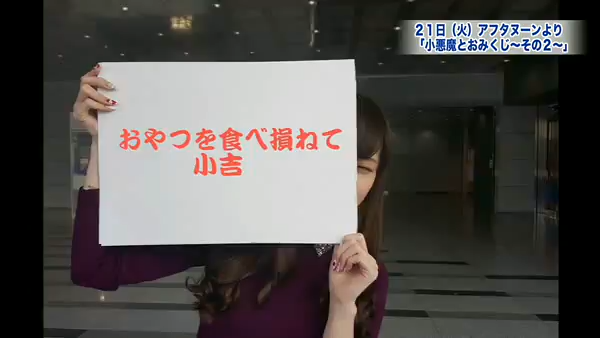 21日（火）アフタヌーンより
「小悪魔とおみくじ～その2～」
おやつを食べ損ねて
小吉